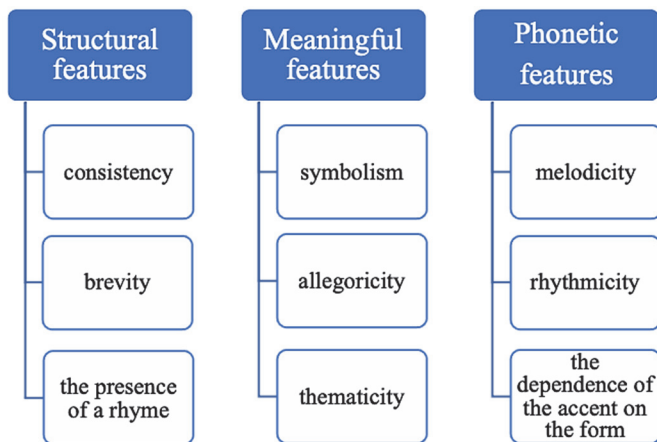 Structural
features
consistency
brevity
the presence
of a rhyme
Meaningful
features
symbolism
allegoricity
thematicity
Phonetic
features
melodicity
rhythmicity
the
dependence of
the accent on
the form